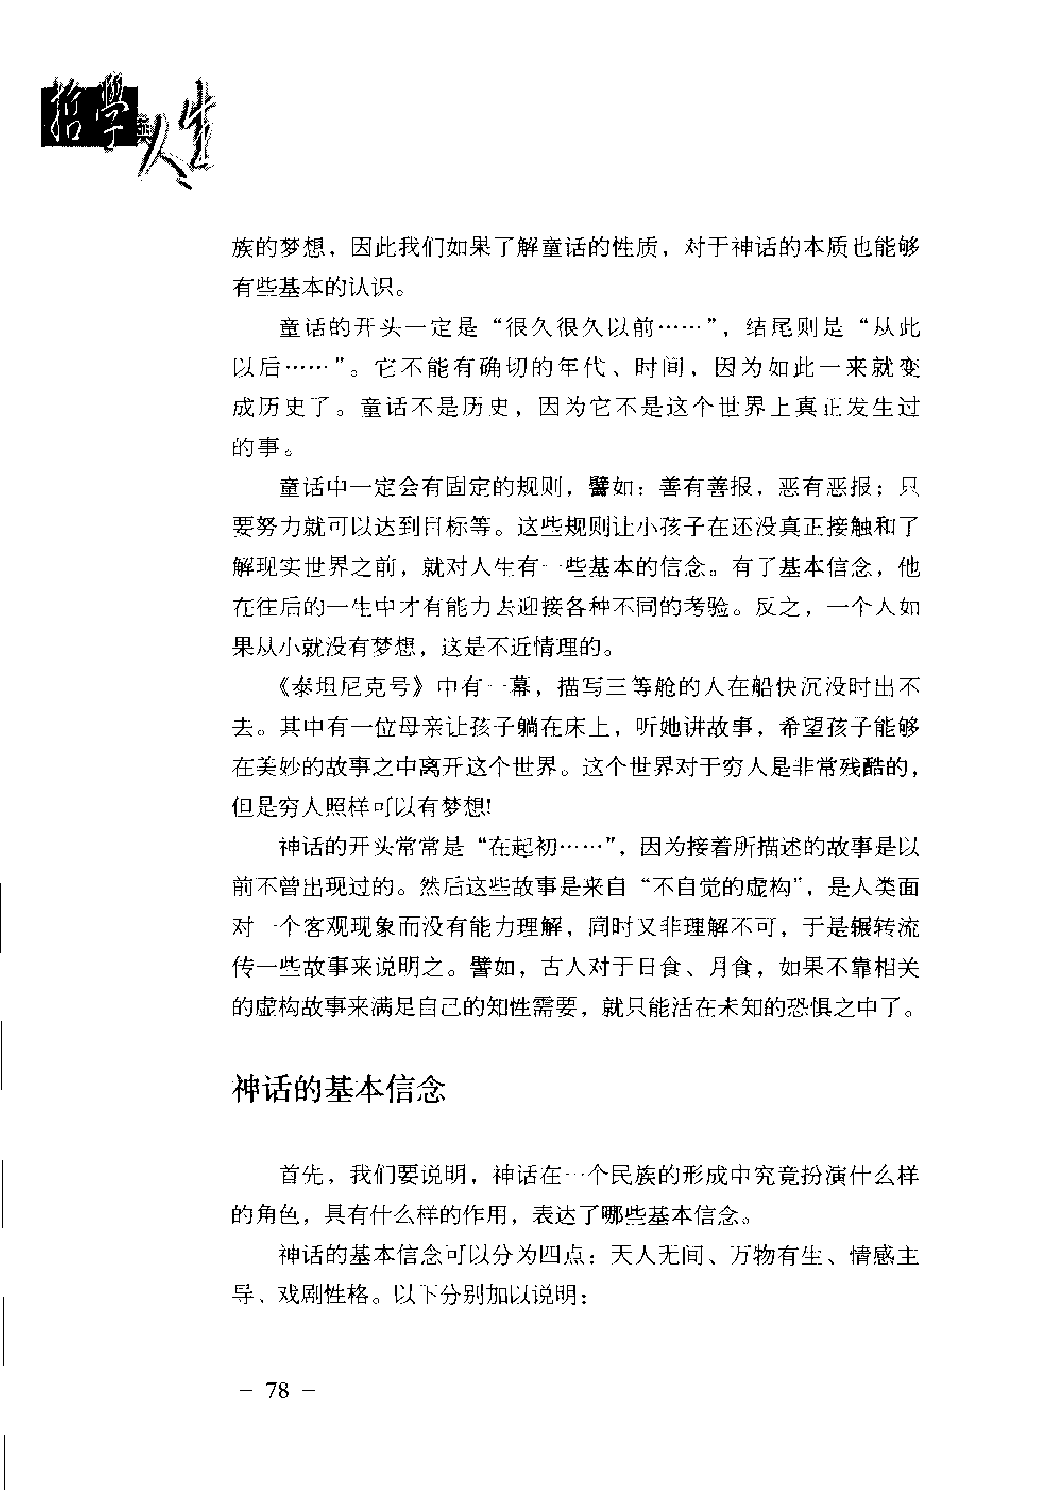 哲學與人生
族的梦想，因此我们如果了解童话的性质，对于神话的本质也能够
有些基本的认识。
童话的开头一定是“很久很久以前……”，结尾则是“从此
以后……”。它不能有确切的年代、时间，因为如此一来就变
成历史了。童话不是历史，因为它不是这个世界上真正发生过
的事。
童话中一定会有固定的规则，譬如：善有善报，恶有恶报；只
要努力就可以达到目标等。这些规则让小孩子在还没真正接触和了
解现实世界之前，就对人生有一些基本的信念。有了基本信念，他
在往后的一生中才有能力去迎接各种不同的考验。反之，一个人如
果从小就没有梦想，这是不近情理的。
《泰坦尼克号》中有一幕，描写三等舱的人在船快沉没时出不
去。其中有一位母亲让孩子躺在床上，听她讲故事，希望孩子能够
在美妙的故事之中离开这个世界。这个世界对于穷人是非常残酷的，
但是穷人照样可以有梦想!
神话的开头常常是“在起初……”，因为接着所描述的故事是以
前不曾出现过的。然后这些故事是来自“不自觉的虚构”，是人类面
对一个客观现象而没有能力理解，同时又非理解不可，于是辗转流
传一些故事来说明之。譬如，古人对于日食、月食，如果不靠相关
的虚构故事来满足自己的知性需要，就只能活在未知的恐惧之中了。
神话的基本信念
首先，我们要说明，神话在一个民族的形成中究竟扮演什么样
的角色，具有什么样的作用，表达了哪些基本信念。
神话的基本信念可以分为四点：天人无间、万物有生、情感主
导、戏剧性格。以下分别加以说明：
- 78 -